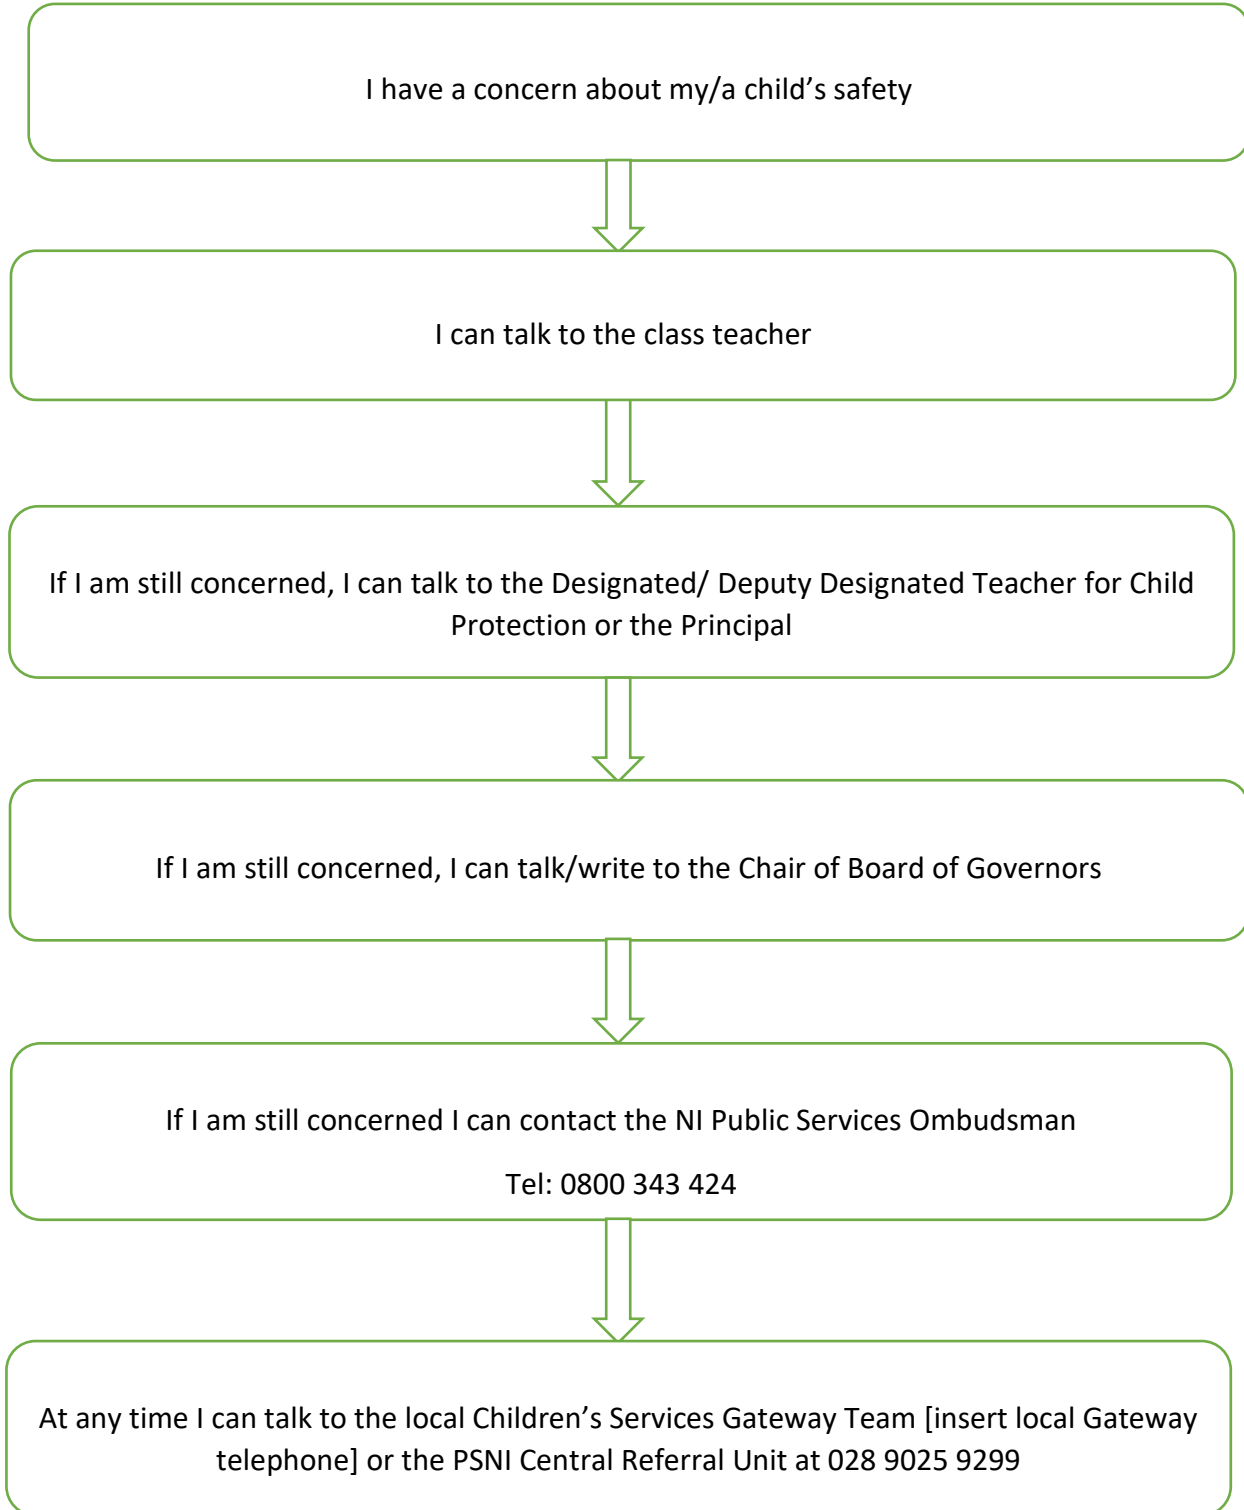 I have a concern about my/a child’s safety
I can talk to the class teacher
If I am still concerned, I can talk to the Designated/ Deputy Designated Teacher for Child
Protection or the Principal
If I am still concerned, I can talk/write to the Chair of Board of Governors
If I am still concerned I can contact the NI Public Services Ombudsman
Tel: 0800 343 424
At any time I can talk to the local Children’s Services Gateway Team [insert local Gateway
telephone] or the PSNI Central Referral Unit at 028 9025 9299